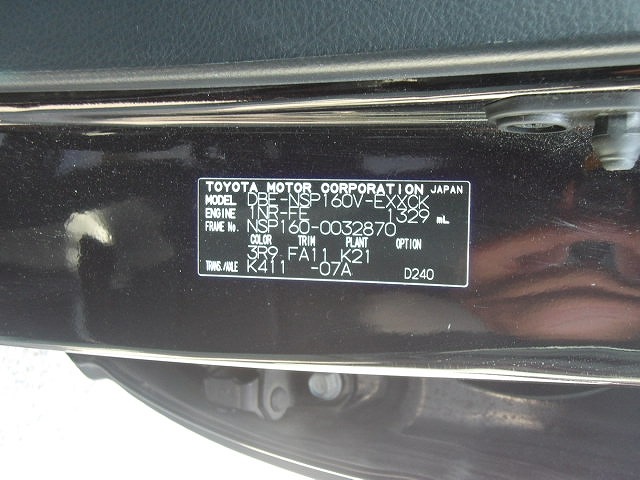 TOYOTA MOTOR CORPORATION JAPAN
MODEL DBE-NSP160V-EXXCK
ENGINE 1NR-FE 1329 mL
FRAME No. NSP160-0032870
COLOR TRIM PLANT OPTION
3R9 FA11 K21
TRANS./AXLE K411 -07A D240